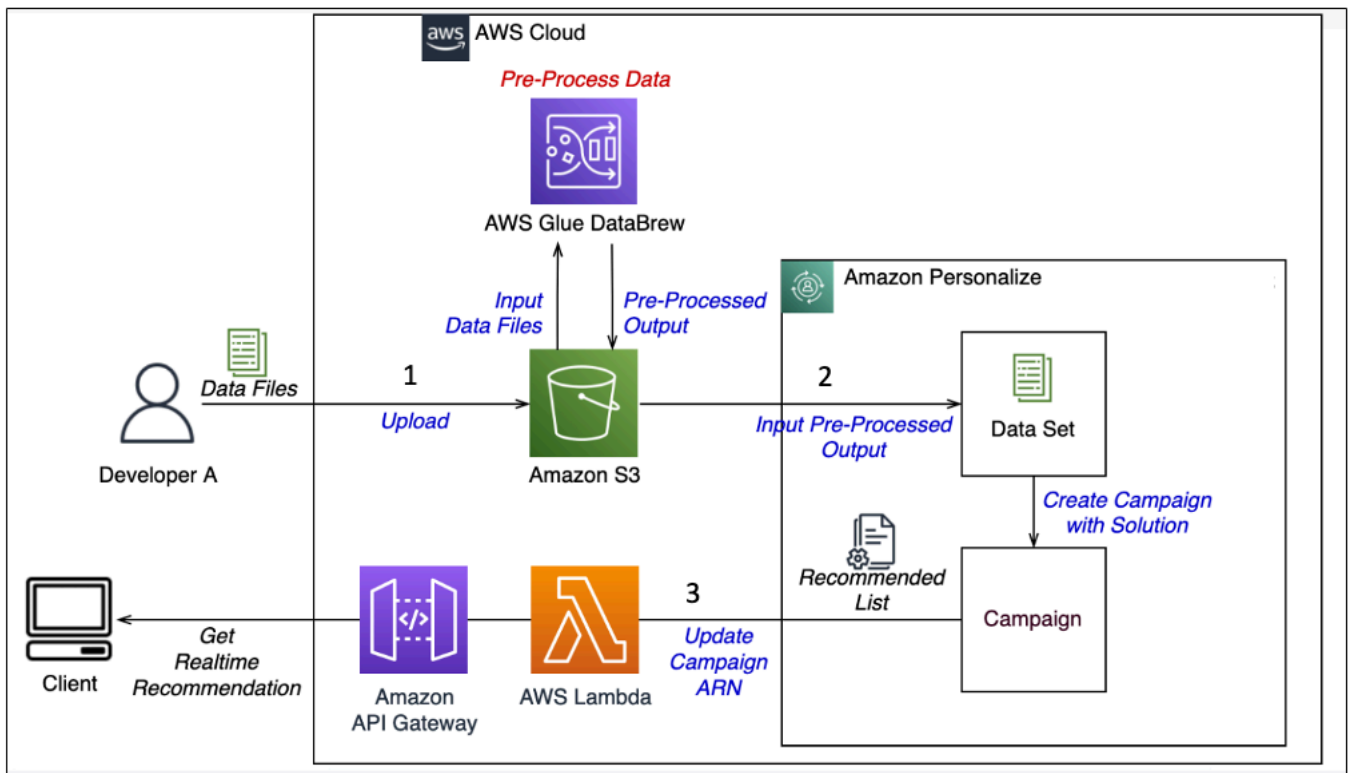 aws
AWS Cloud
Pre-Process Data
AWS Glue DataBrew
Input
Data Files
Pre-Processed
Output
Amazon Personalize
Data Files
1
Upload
Developer A
Amazon S3
2
Input Pre-Processed
Output
Data Set
Create Campaign
with Solution
Recommended
List
Campaign
3
Update
Campaign
ARN
AWS Lambda
</>
Amazon
API Gateway
Get
Realtime
Recommendation
Client